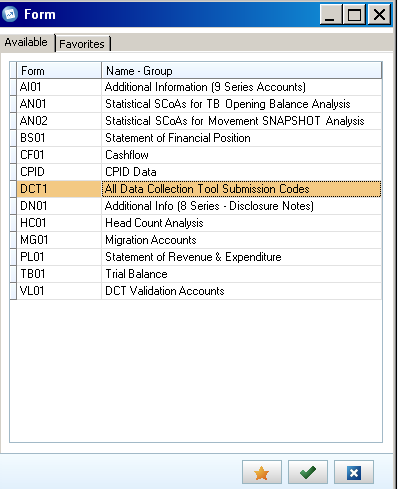 Form
Available Favorites
Form Name - Group
AI01 Additional Information (9 Series Accounts)
AN01 Statistical SCoAs for TB Opening Balance Analysis
AN02 Statistical SCoAs for Movement SNAPSHOT Analysis
BS01 Statement of Financial Position
CF01 Cashflow
CPID CPID Data
DCT1 All Data Collection Tool Submission Codes
DN01 Additional Info (8 Series - Disclosure Notes)
HC01 Head Count Analysis
MG01 Migration Accounts
PL01 Statement of Revenue & Expenditure
TB01 Trial Balance
VL01 DCT Validation Accounts